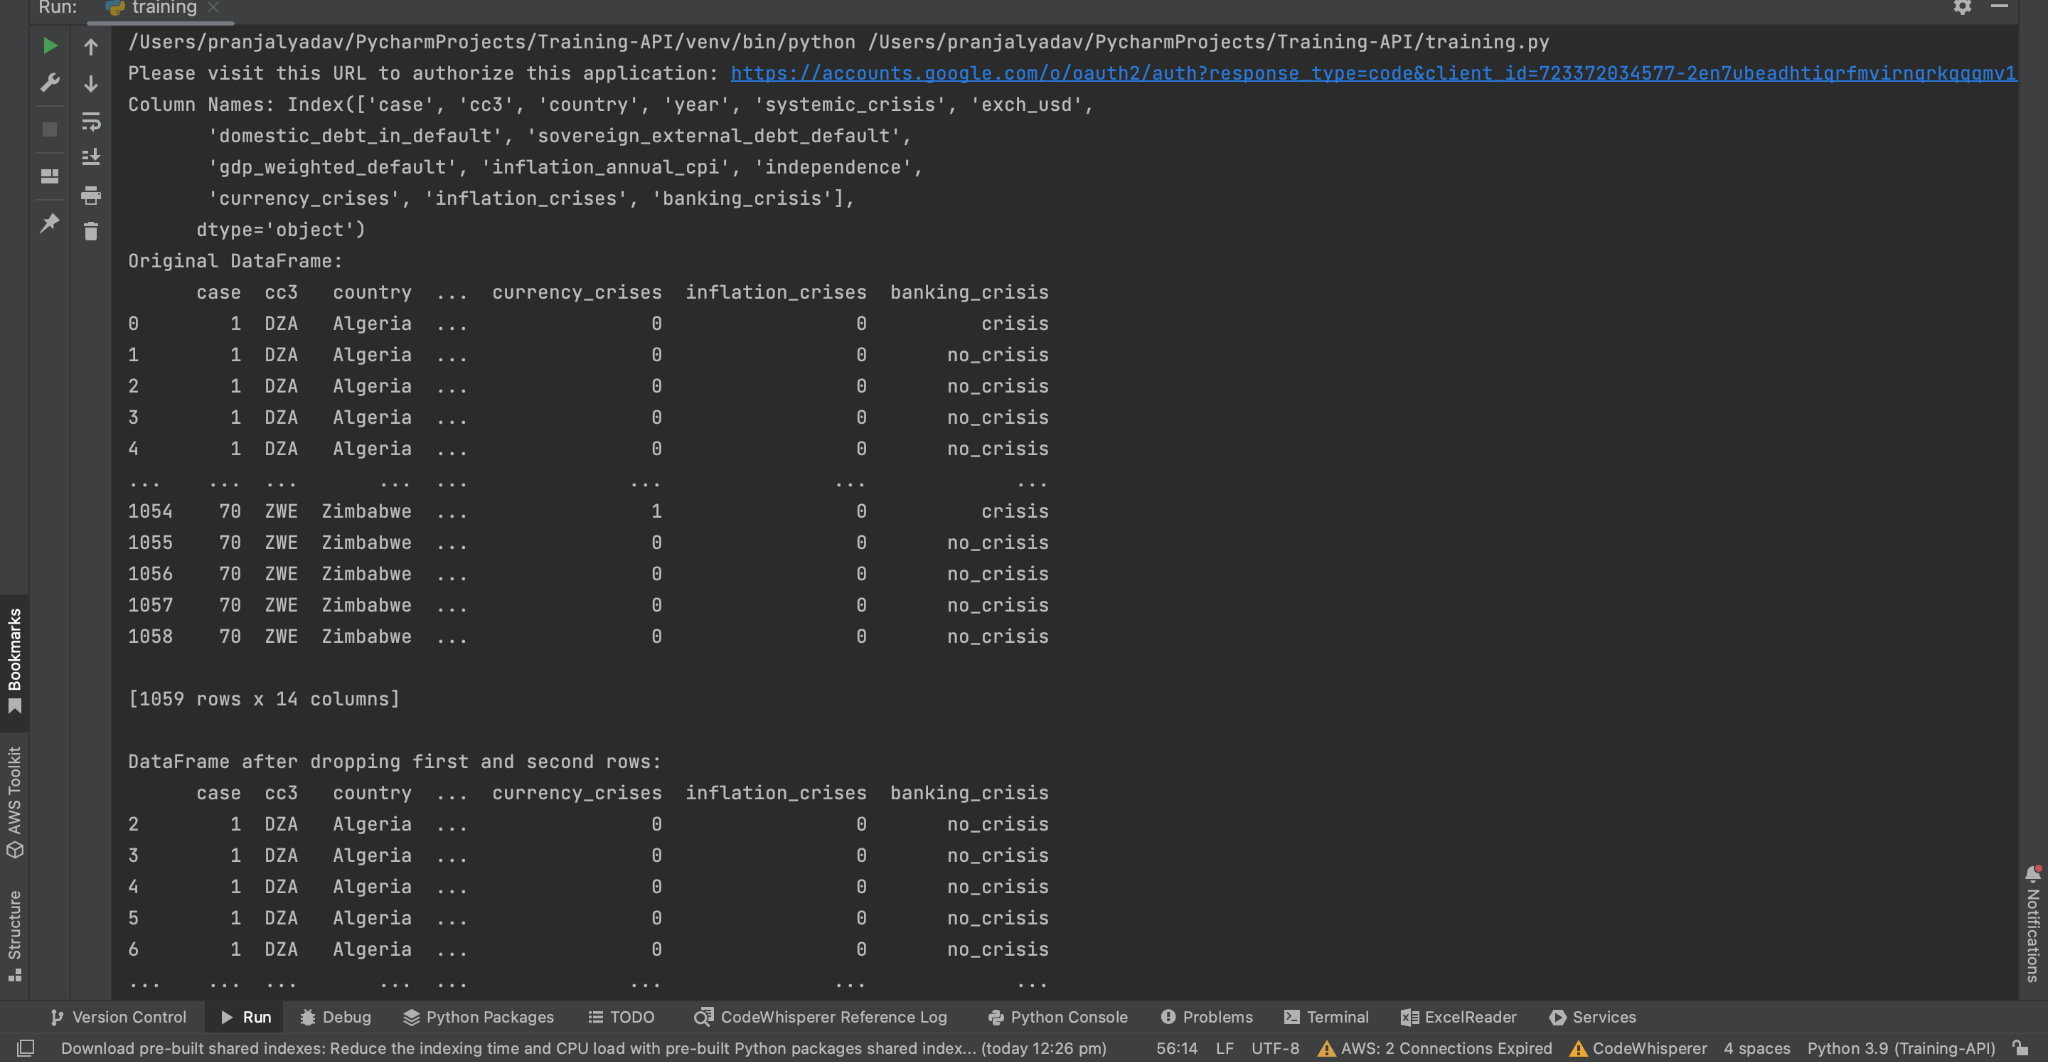 Run: training
/Users/pranjalyadav/PycharmProjects/Training-API/venv/bin/python /Users/pranjalyadav/PycharmProjects/Training-API/training.py
Please visit this URL to authorize this application: https://accounts.google.com/o/oauth2/auth?response_type=code&client_id=723372034577-2en7ubeadhtiqrfmvirnqrkqqqmv1
Column Names: Index(['case', 'cc3', 'country', 'year', 'systemic_crisis', 'exch_usd',
'domestic_debt_in_default', 'sovereign_external_debt_default',
'gdp_weighted_default', 'inflation_annual_cpi', 'independence',
'currency_crises', 'inflation_crises', 'banking_crisis'],
dtype='object')
Original DataFrame:
case cc3 country ... currency_crises inflation_crises banking_crisis
0 1 DZA Algeria ... 0 0 crisis
1 1 DZA Algeria ... 0 0 no_crisis
2 1 DZA Algeria ... 0 0 no_crisis
3 1 DZA Algeria ... 0 0 no_crisis
4 1 DZA Algeria ... 0 0 no_crisis
... ... ... ... ... ... ... ...
1054 70 ZWE Zimbabwe ... 1 0 crisis
1055 70 ZWE Zimbabwe ... 0 0 no_crisis
1056 70 ZWE Zimbabwe ... 0 0 no_crisis
1057 70 ZWE Zimbabwe ... 0 0 no_crisis
1058 70 ZWE Zimbabwe ... 0 0 no_crisis
[1059 rows x 14 columns]
DataFrame after dropping first and second rows:
case cc3 country ... currency_crises inflation_crises banking_crisis
2 1 DZA Algeria ... 0 0 no_crisis
3 1 DZA Algeria ... 0 0 no_crisis
4 1 DZA Algeria ... 0 0 no_crisis
5 1 DZA Algeria ... 0 0 no_crisis
6 1 DZA Algeria ... 0 0 no_crisis
... ... ... ... ... ... ... ...
Bookmarks
AWS Toolkit
Structure
Notifications
Version Control Run Debug Python Packages TODO CodeWhisperer Reference Log Python Console Problems Terminal ExcelReader Services
Download pre-built shared indexes: Reduce the indexing time and CPU load with pre-built Python packages shared index... (today 12:26 pm) 56:14 LF UTF-8 AWS: 2 Connections Expired CodeWhisperer 4 spaces Python 3.9 (Training-API)